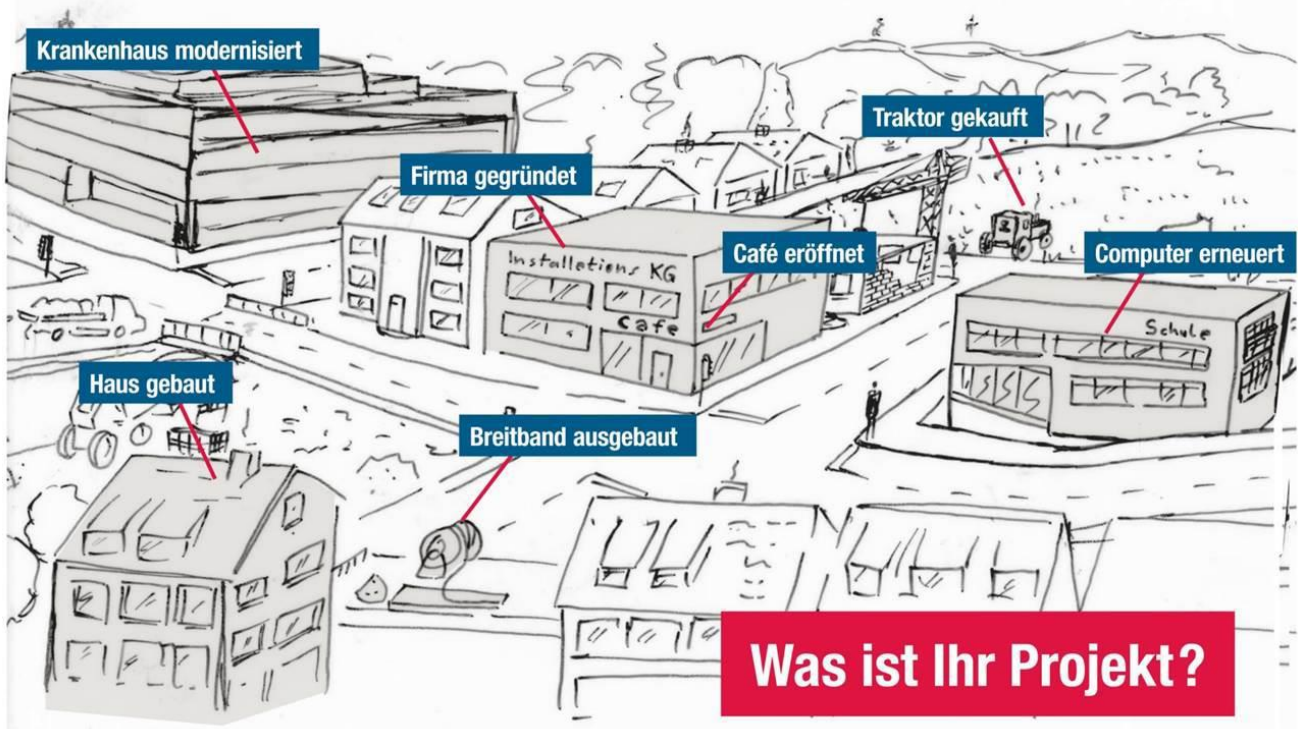 Krankenhaus modernisiert
Traktor gekauft
Firma gegründet
Installations KG
Café eröffnet
Cafe
Computer erneuert
Schule
Haus gebaut
Breitband ausgebaut
Was ist Ihr Projekt?